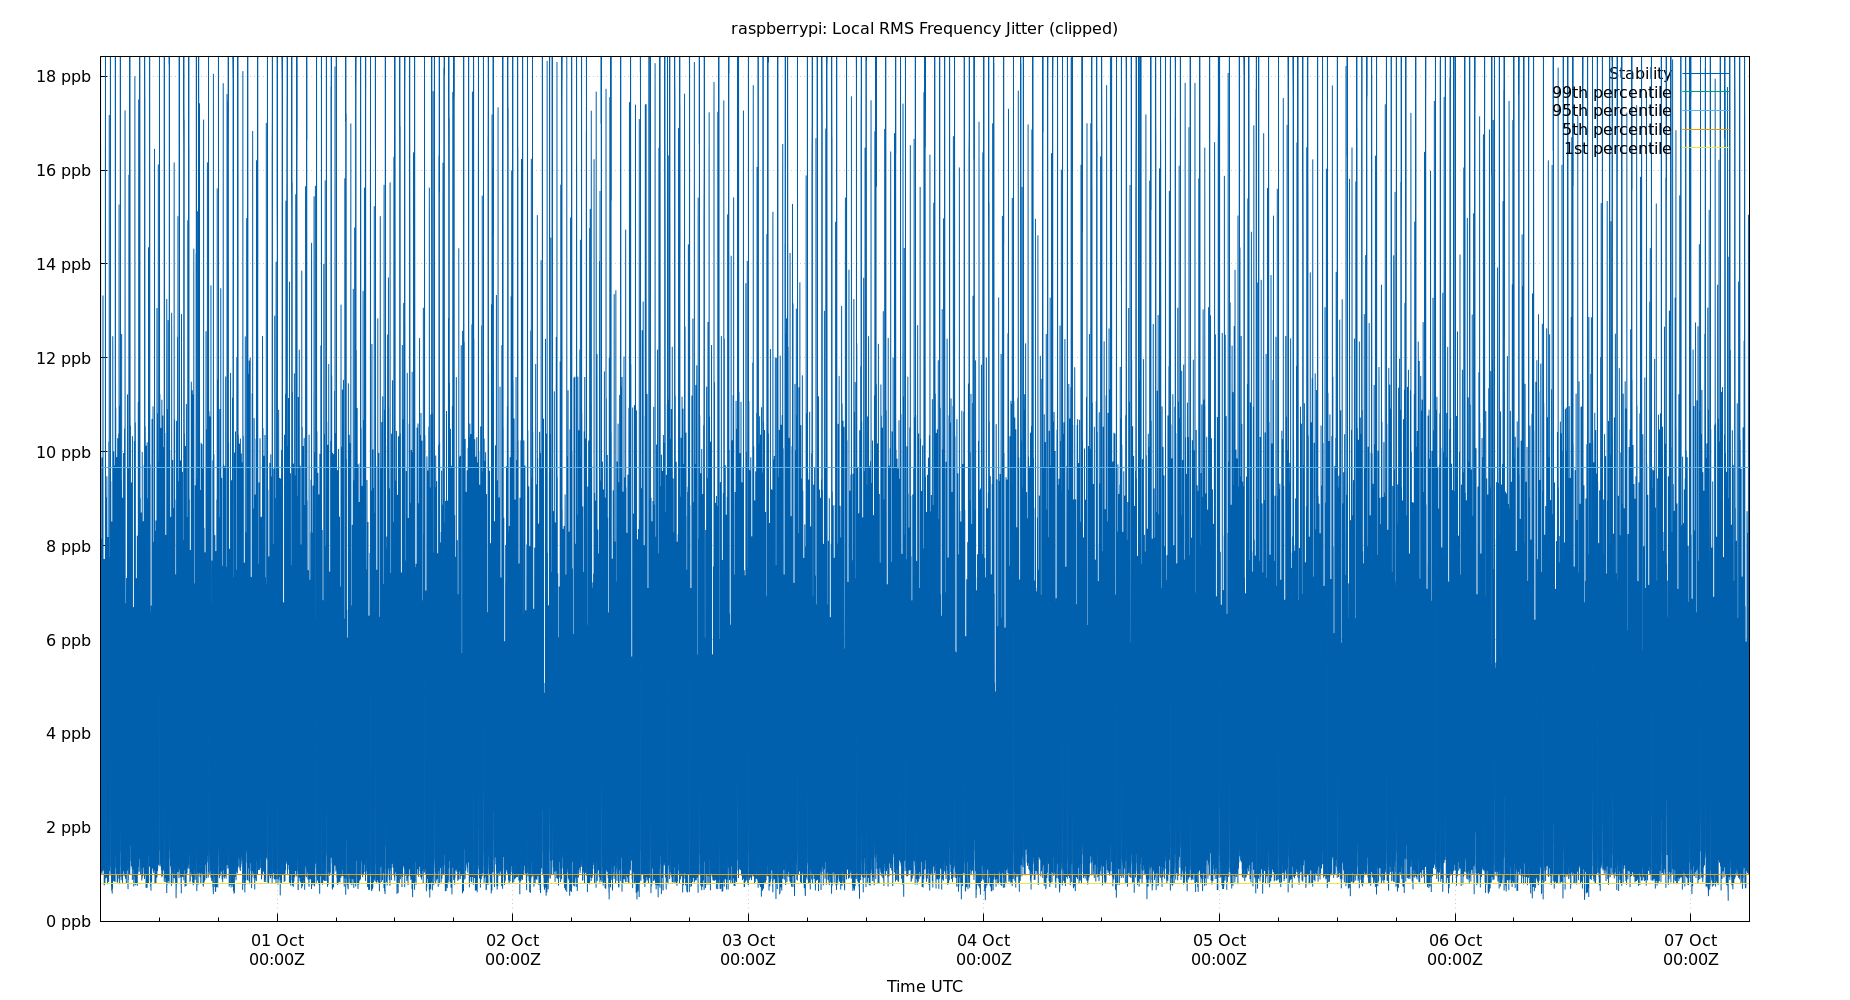 raspberrypi: Local RMS Frequency Jitter (clipped)
18 ppb
16 ppb
14 ppb
12 ppb
10 ppb
8 ppb
6 ppb
4 ppb
2 ppb
0 ppb
Stability
99th percentile
95th percentile
5th percentile
1st percentile
01 Oct 02 Oct 03 Oct 04 Oct 05 Oct 06 Oct 07 Oct
00:00Z 00:00Z 00:00Z 00:00Z 00:00Z 00:00Z 00:00Z
Time UTC